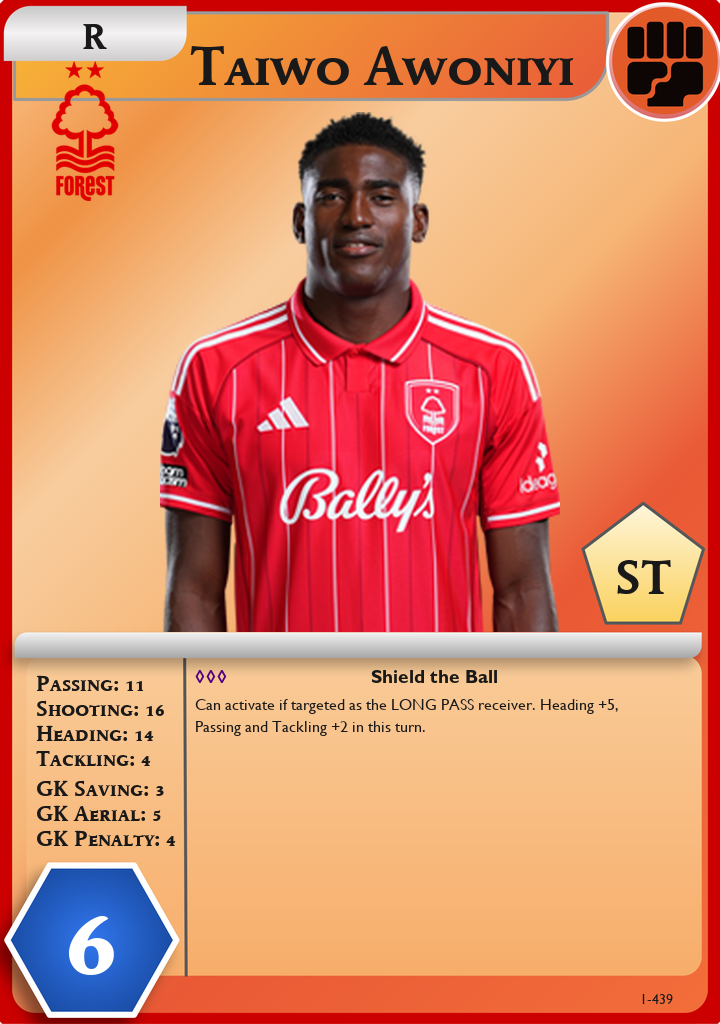 R
Taiwo Awoniyi
FOREST
Bally's
ST
Passing: 11
Shooting: 16
Heading: 14
Tackling: 4
GK Saving: 3
GK Aerial: 5
GK Penalty: 4
6
◊◊◊ Shield the Ball
Can activate if targeted as the LONG PASS receiver. Heading +5,
Passing and Tackling +2 in this turn.
1-439